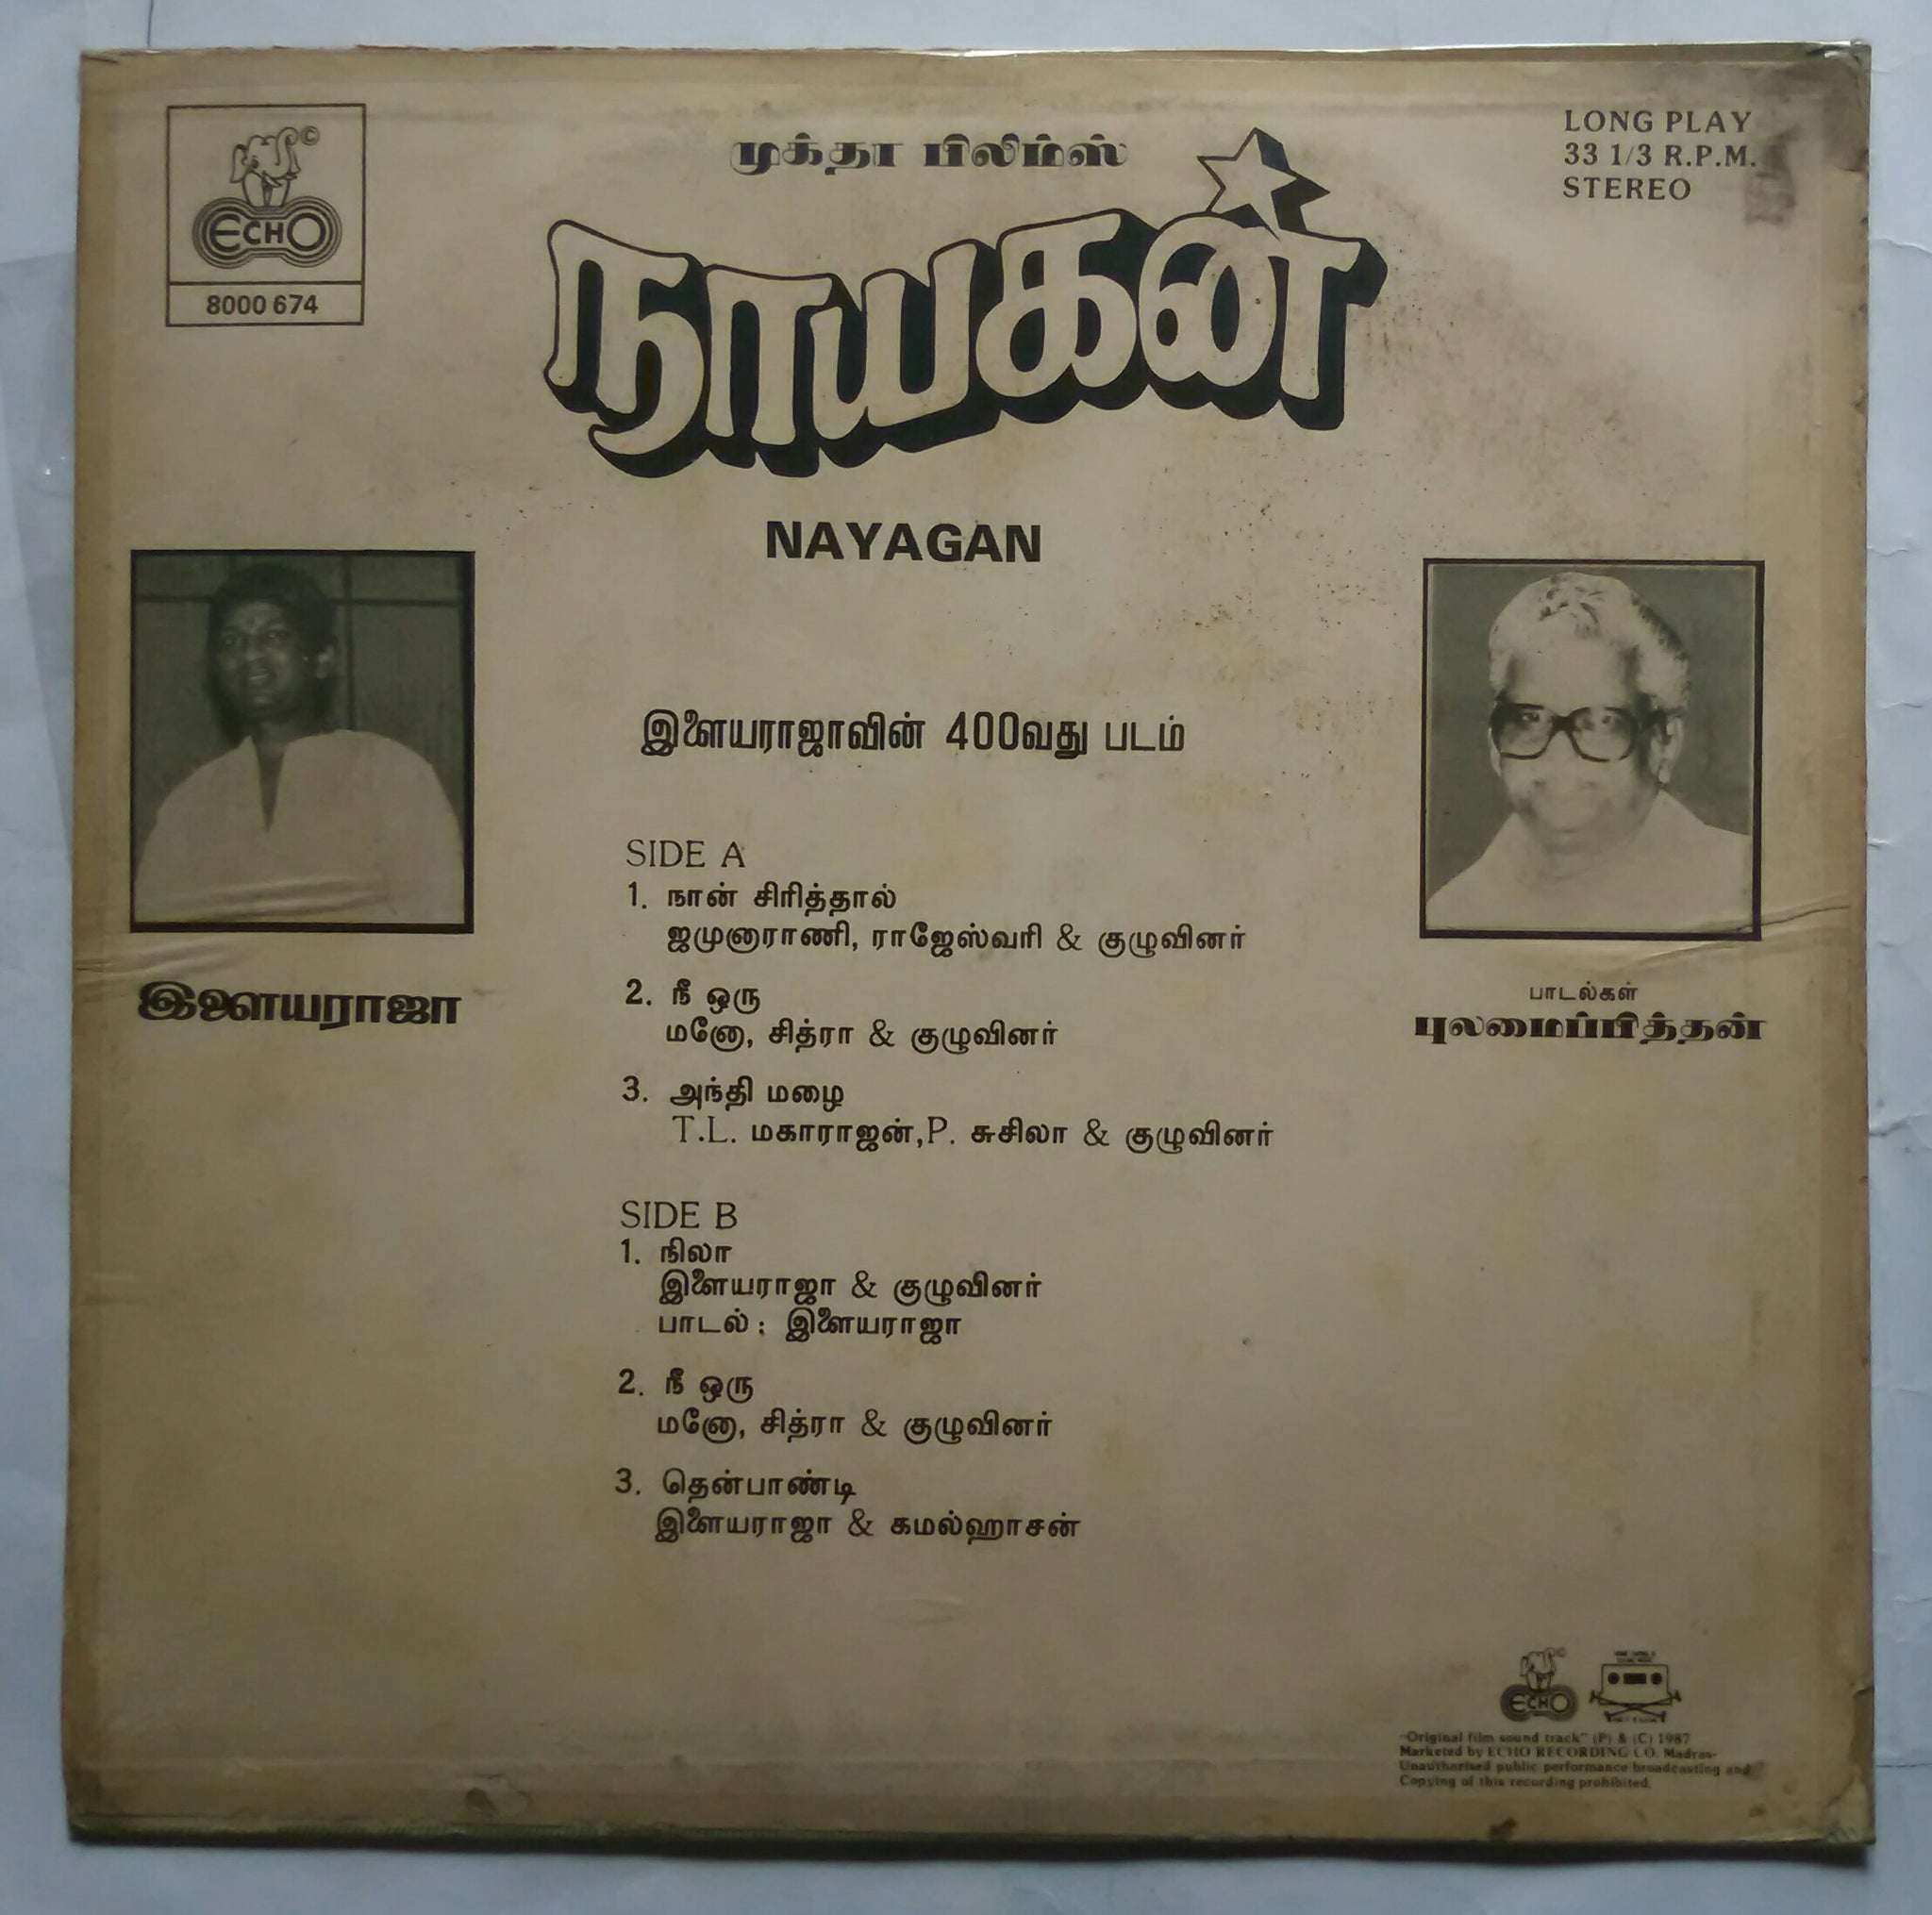 ECHO
8000 674
முக்தா பிலிம்ஸ்
நாயகன்
LONG PLAY
33 1/3 R.P.M.
STEREO
NAYAGAN
இளையராஜாவின் 400வது படம்
இளையராஜா
பாடல்கள்
புலமைப்பித்தன்
SIDE A
1. நான் சிரித்தால்
ஜமுனாராணி, ராஜேஸ்வரி & குழுவினர்
2. நீ ஒரு
மனோ, சித்ரா & குழுவினர்
3. அந்தி மழை
T.L. மகாராஜன்,P. சுசிலா & குழுவினர்
SIDE B
1. நிலா
இளையராஜா & குழுவினர்
பாடல் : இளையராஜா
2. நீ ஒரு
மனோ, சித்ரா & குழுவினர்
3. தென்பாண்டி
இளையராஜா & கமல்ஹாசன்
ECHO
"Original film sound track" (P) & (C) 1987
Marketed by ECHO RECORDING CO. Madras-
Unauthorised public performance broadcasting and
Copying of this recording prohibited.